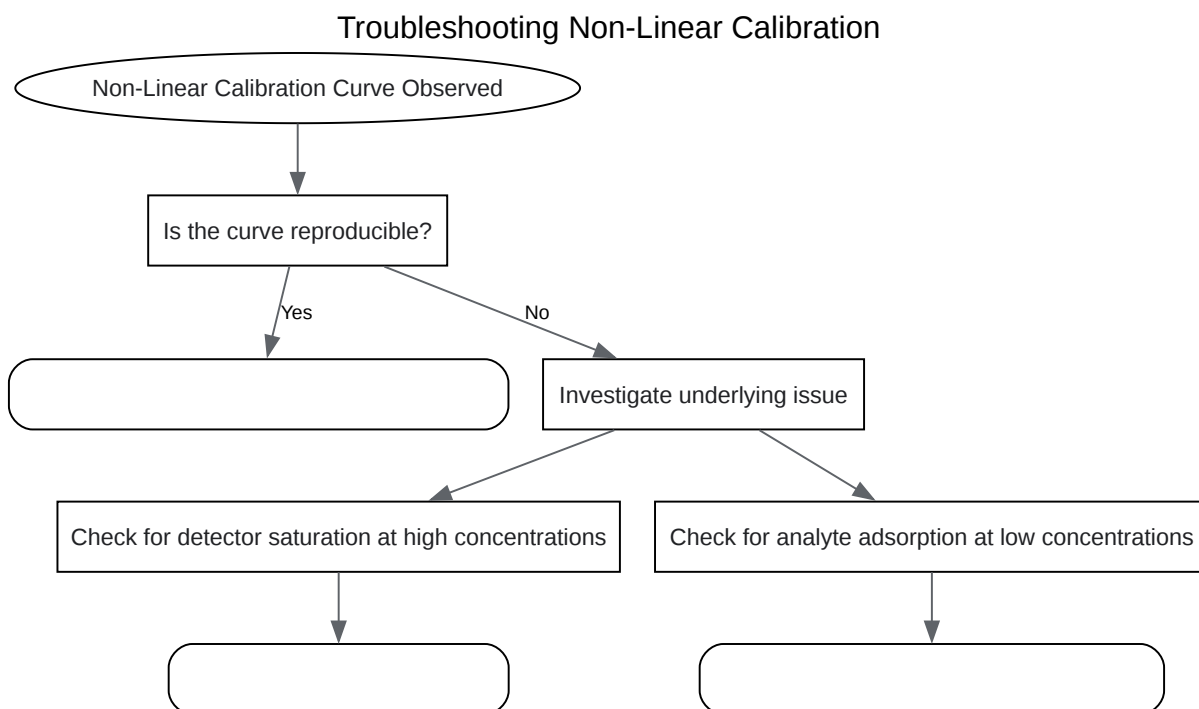 Troubleshooting Non-Linear Calibration
Non-Linear Calibration Curve Observed
Is the curve reproducible?
Yes
No
Investigate underlying issue
Check for detector saturation at high concentrations
Check for analyte adsorption at low concentrations